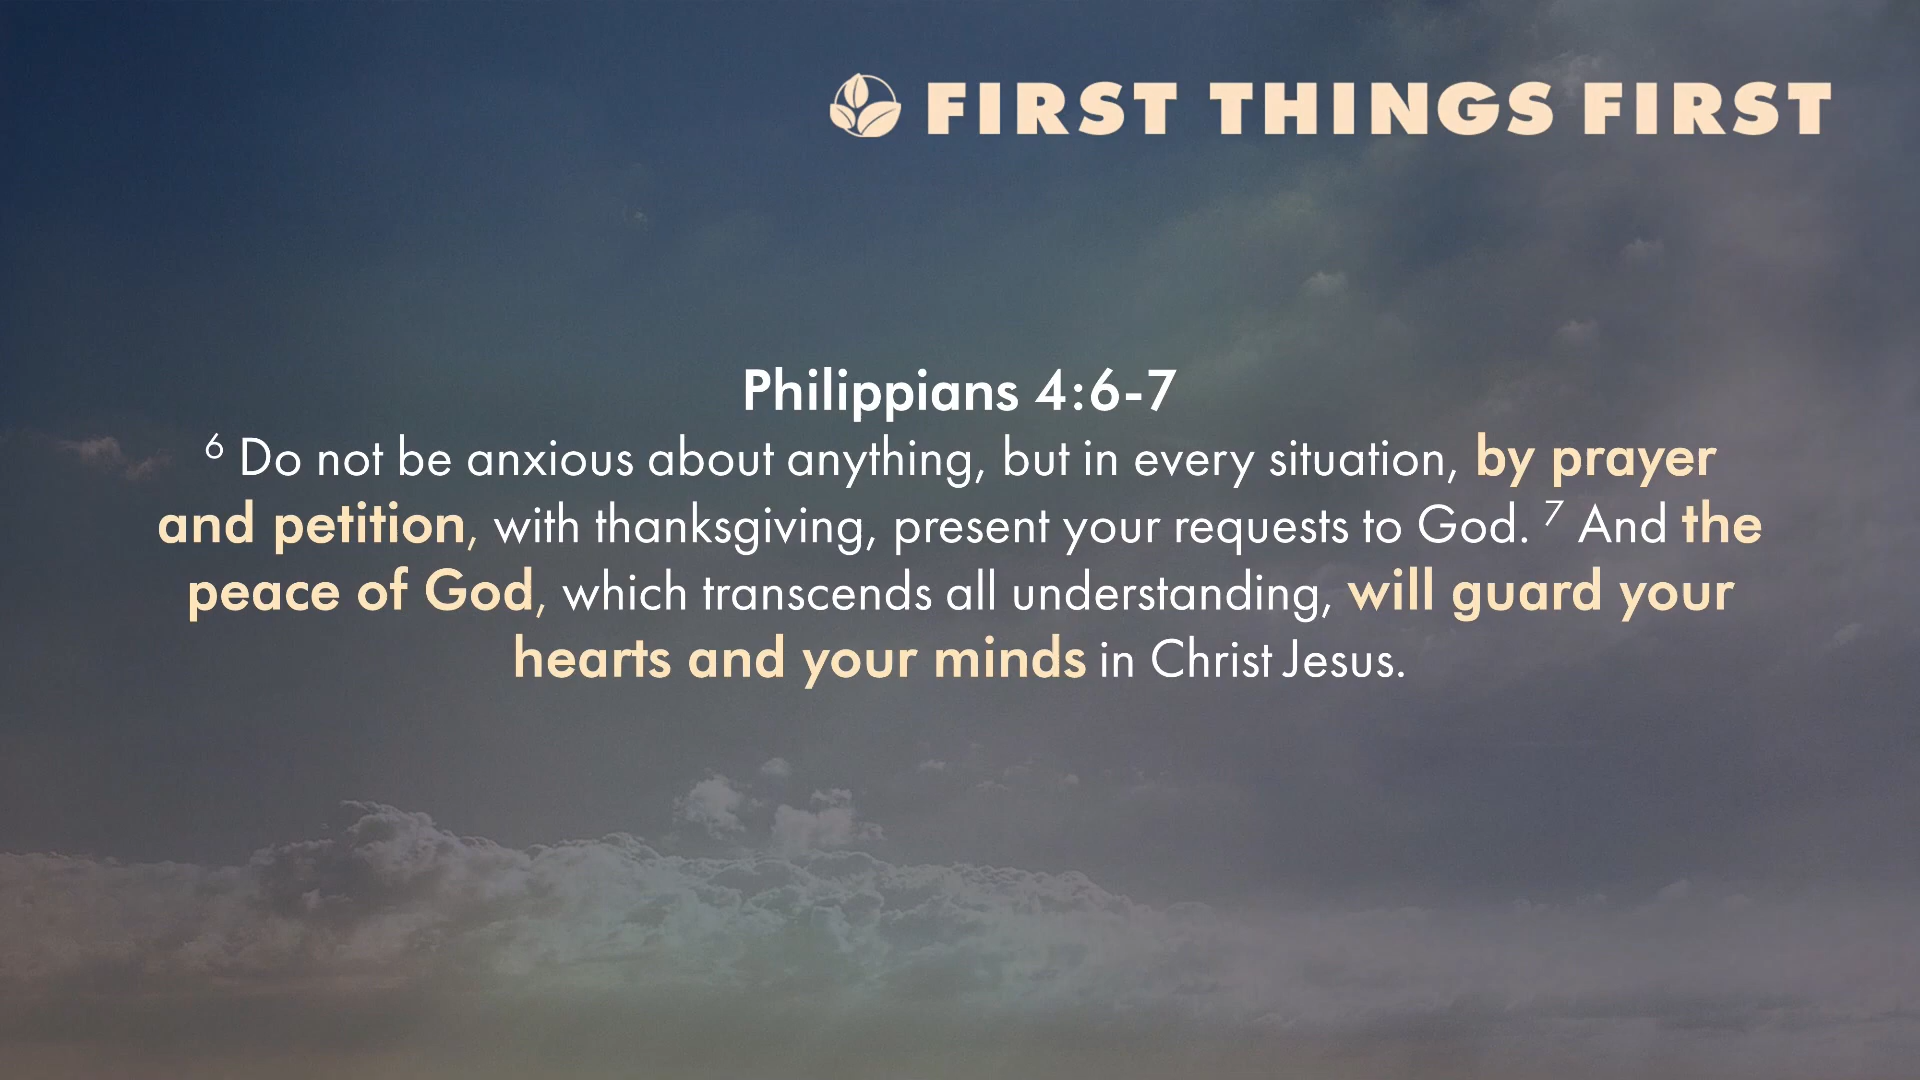 FIRST THINGS FIRST
Philippians 4:6-7
⁶ Do not be anxious about anything, but in every situation, by prayer
and petition, with thanksgiving, present your requests to God. ⁷ And the
peace of God, which transcends all understanding, will guard your
hearts and your minds in Christ Jesus.